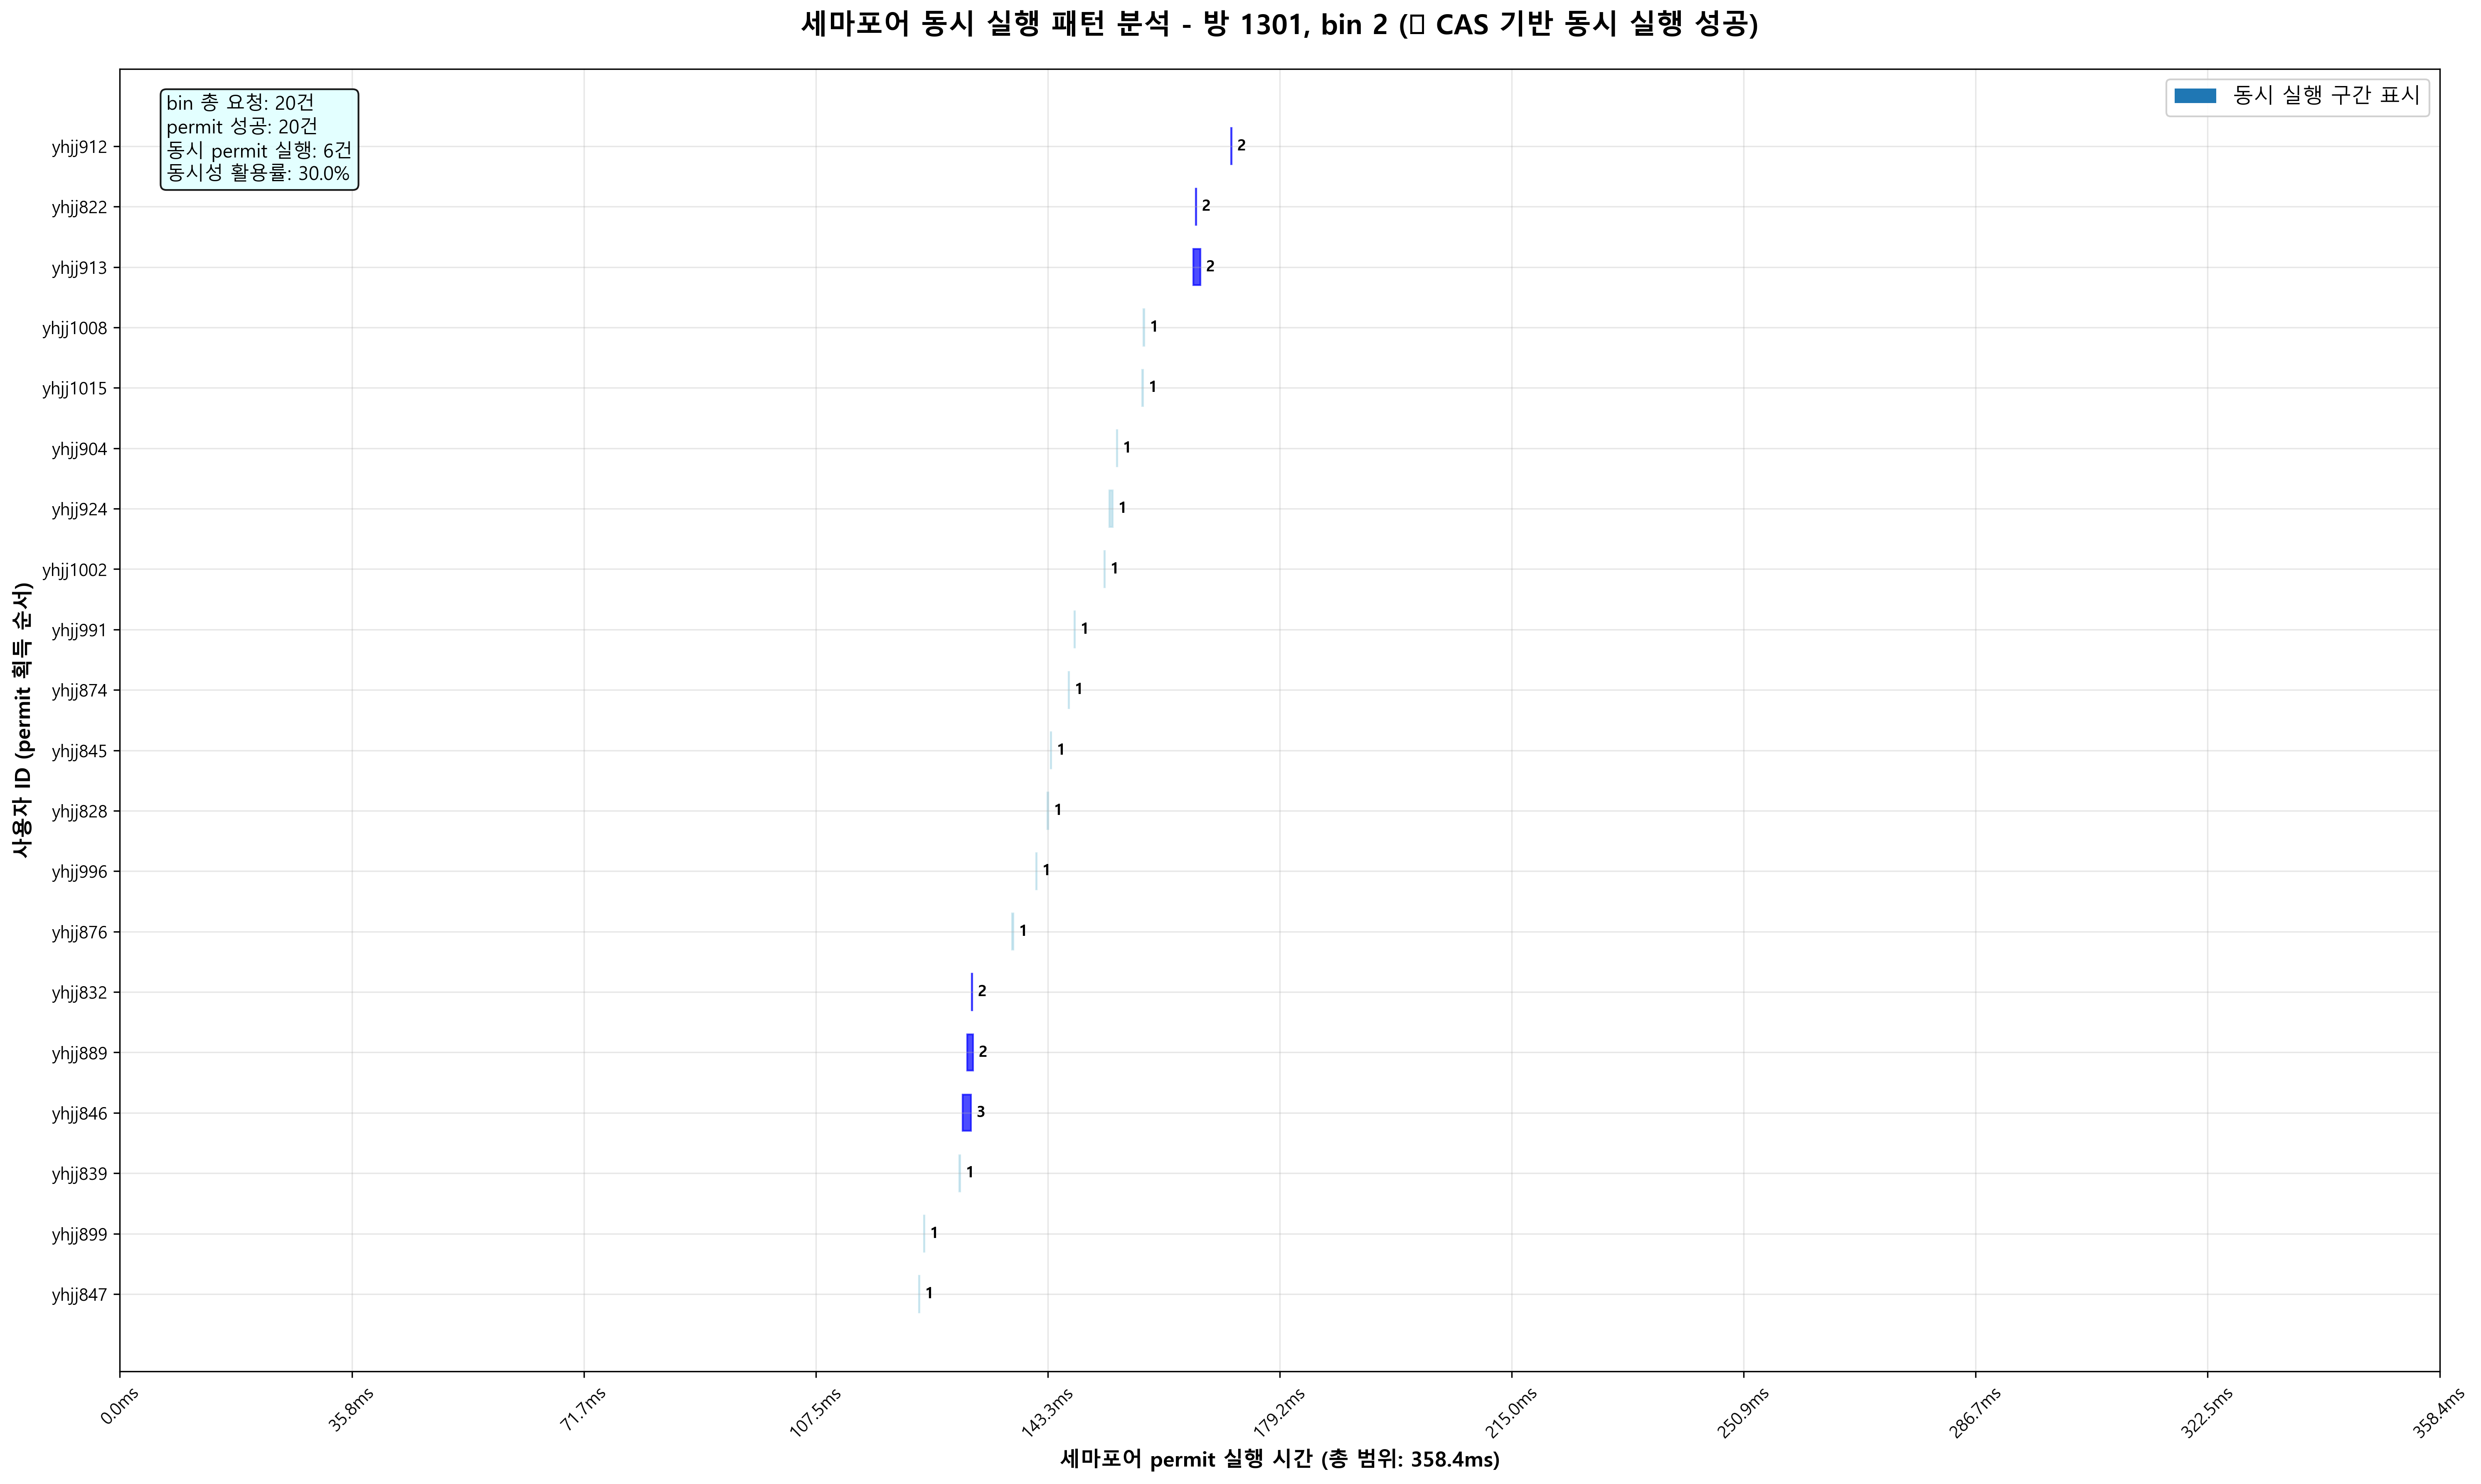 세마포어 동시 실행 패턴 분석 - 방 1301, bin 2 (▯ CAS 기반 동시 실행 성공)
bin 총 요청: 20건
permit 성공: 20건
동시 permit 실행: 6건
동시성 활용률: 30.0%
동시 실행 구간 표시
사용자 ID (permit 획득 순서)
yhjj912 2
yhjj822 2
yhjj913 2
yhjj1008 1
yhjj1015 1
yhjj904 1
yhjj924 1
yhjj1002 1
yhjj991 1
yhjj874 1
yhjj845 1
yhjj828 1
yhjj996 1
yhjj876 1
yhjj832 2
yhjj889 2
yhjj846 3
yhjj839 1
yhjj899 1
yhjj847 1
0.0ms 35.8ms 71.7ms 107.5ms 143.3ms 179.2ms 215.0ms 250.9ms 286.7ms 322.5ms 358.4ms
세마포어 permit 실행 시간 (총 범위: 358.4ms)